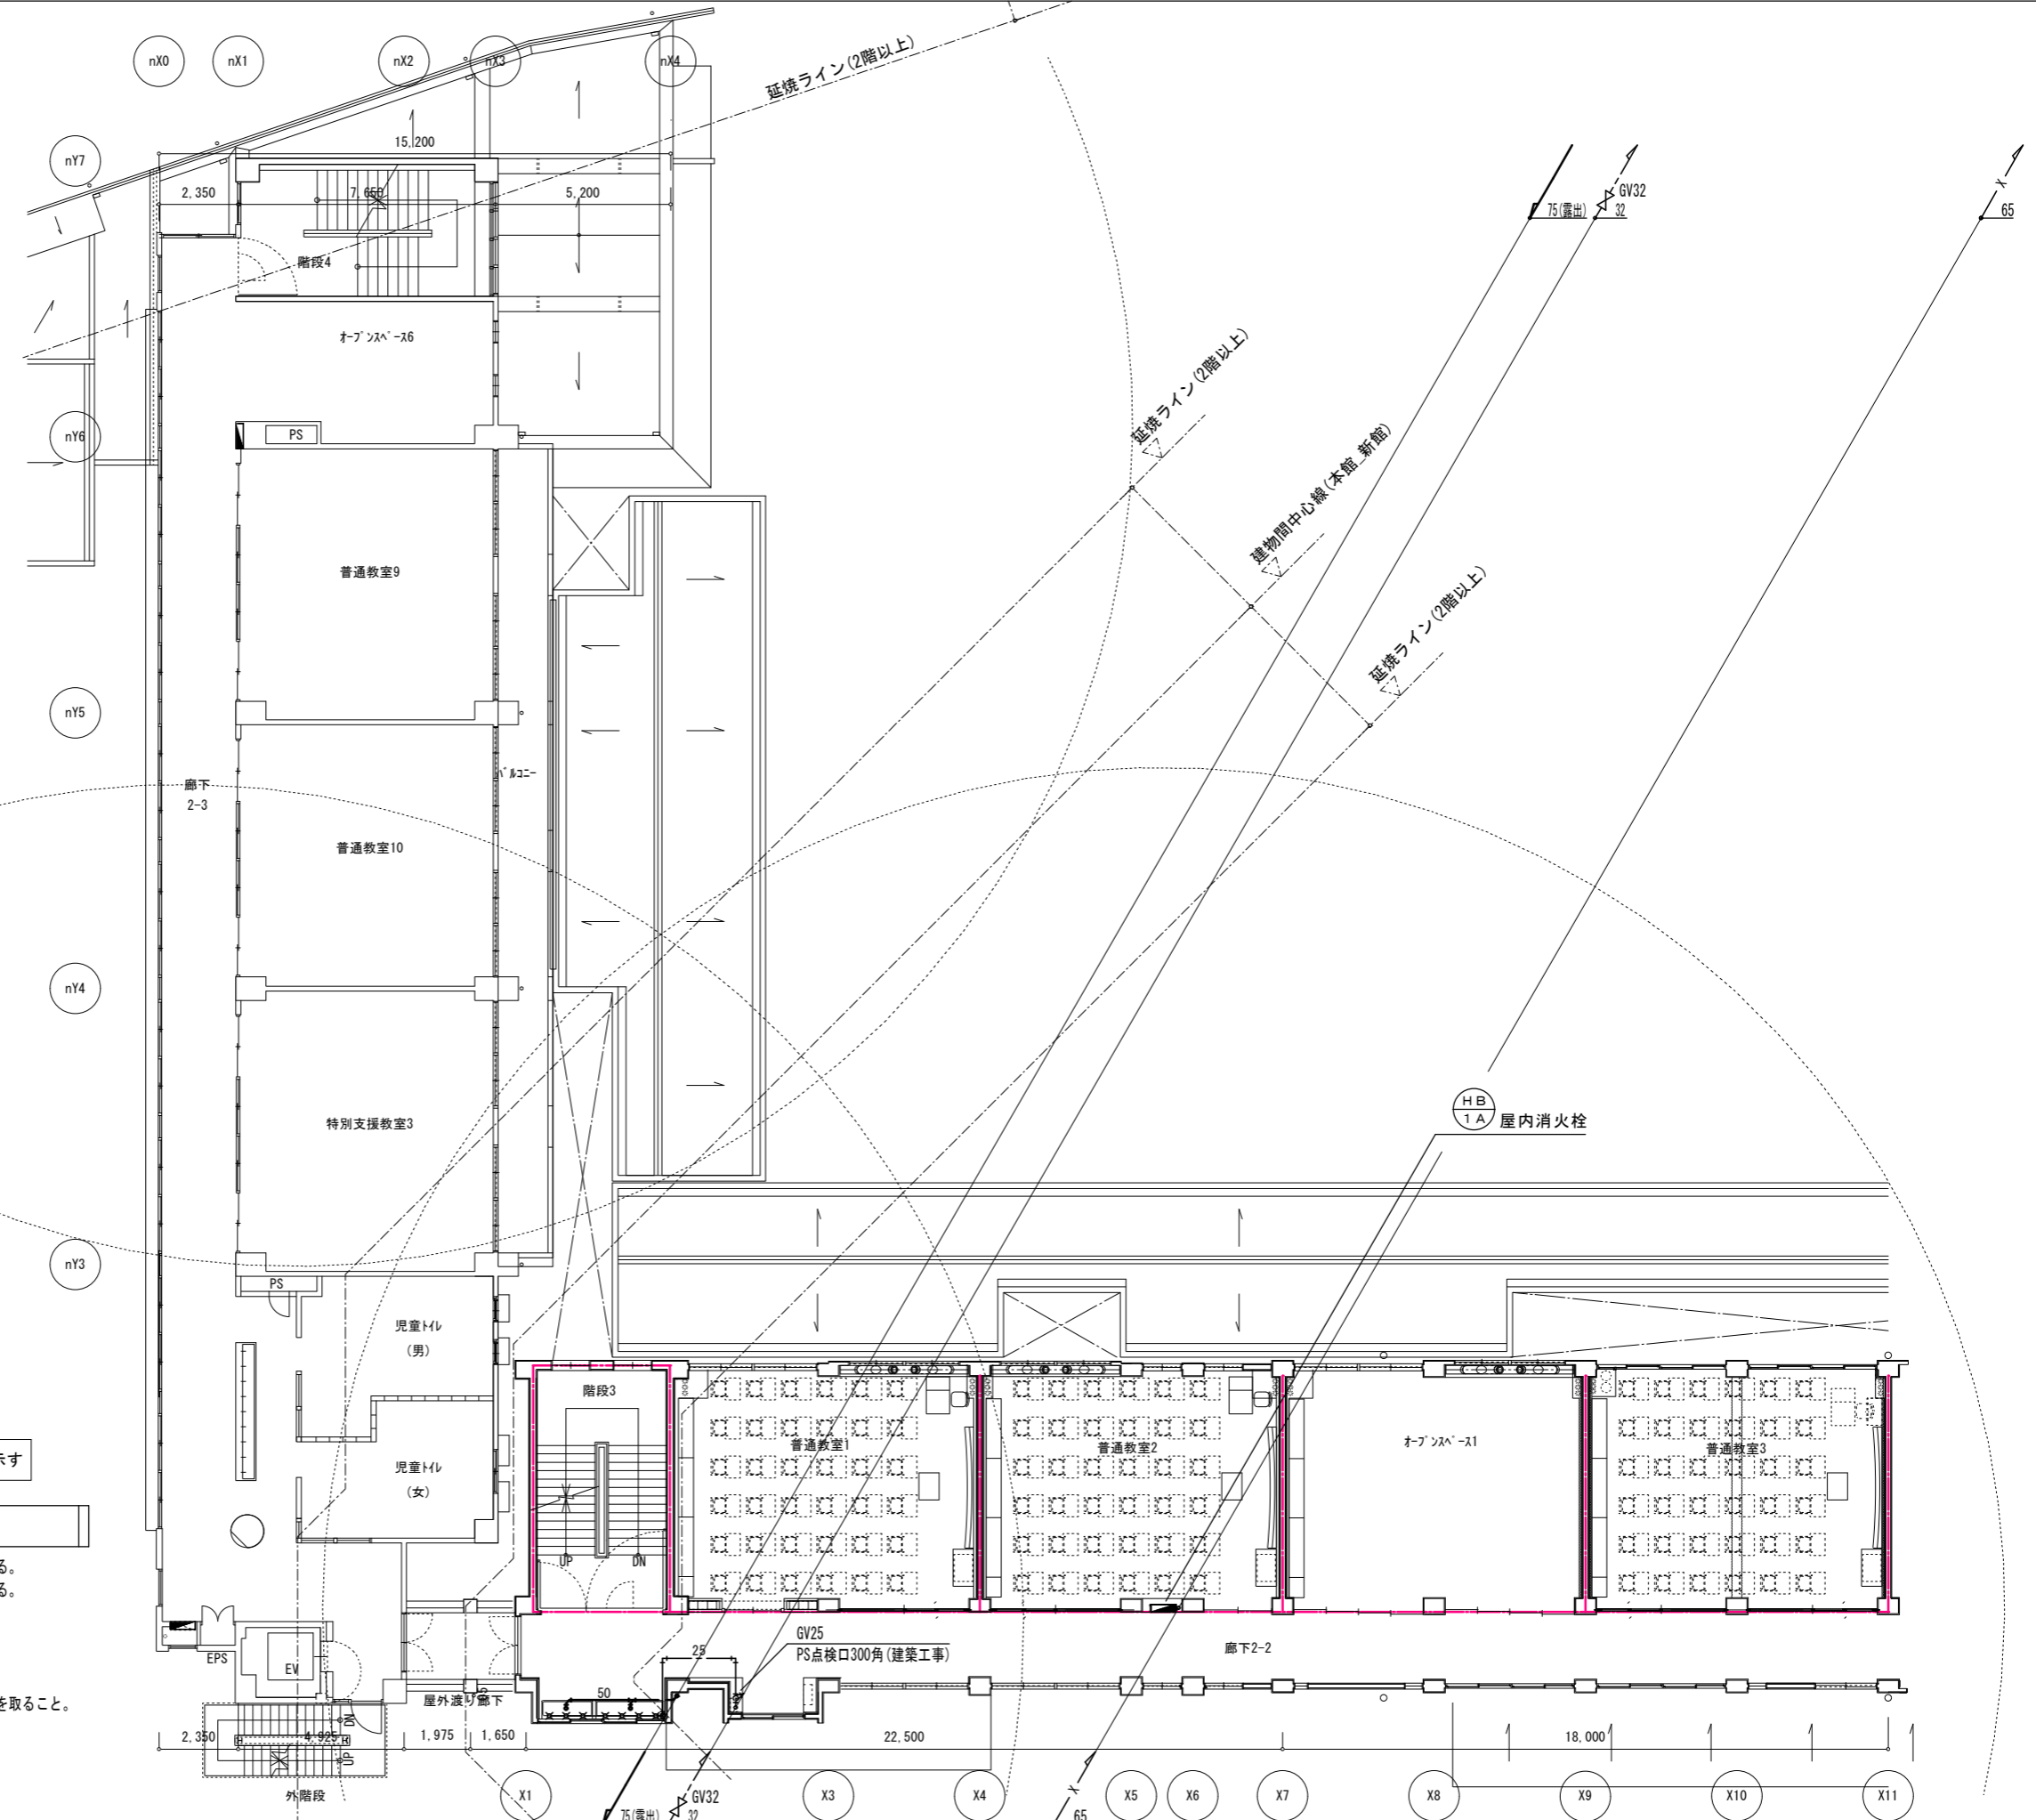 nX0
nX1
nX2
nX3
nX4
延焼ライン(2階以上)
15,200
nY7
2,350
7,650
5,200
GV32
75(露出)
32
X
65
階段4
オープンスペース6
延焼ライン(2階以上)
nY6
PS
建物間中心線(本館_新館)
普通教室9
延焼ライン(2階以上)
nY5
バルコニー
廊下
2-3
普通教室10
nY4
HB
1A
屋内消火栓
特別支援教室3
nY3
PS
児童トイレ
(男)
階段3
普通教室1
普通教室2
オープンスペース1
普通教室3
示す
児童トイレ
(女)
UP
DN
る。
る。
GV25
PS点検口300角(建築工事)
廊下2-2
25
EPS
EV
屋外渡り廊下
50
を取ること。
DN
UP
2,350
4,925
1,975
1,650
22,500
18,000
外階段
X1
X3
X4
X5
X6
X7
X8
X9
X10
X11
GV32
75(露出)
32
X
65